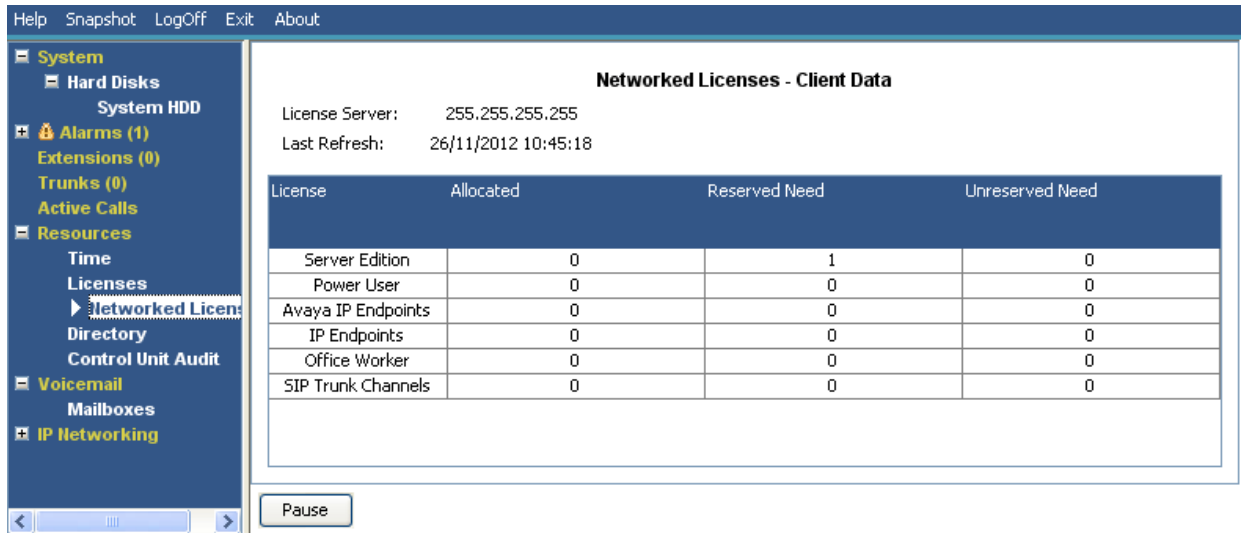 Help Snapshot LogOff Exit About
System
Hard Disks
System HDD
Alarms (1)
Extensions (0)
Trunks (0)
Active Calls
Resources
Time
Licenses
Networked Licens
Directory
Control Unit Audit
Voicemail
Mailboxes
IP Networking
Networked Licenses - Client Data
License Server: 255.255.255.255
Last Refresh: 26/11/2012 10:45:18
License Allocated Reserved Need Unreserved Need
Server Edition 0 1 0
Power User 0 0 0
Avaya IP Endpoints 0 0 0
IP Endpoints 0 0 0
Office Worker 0 0 0
SIP Trunk Channels 0 0 0
Pause